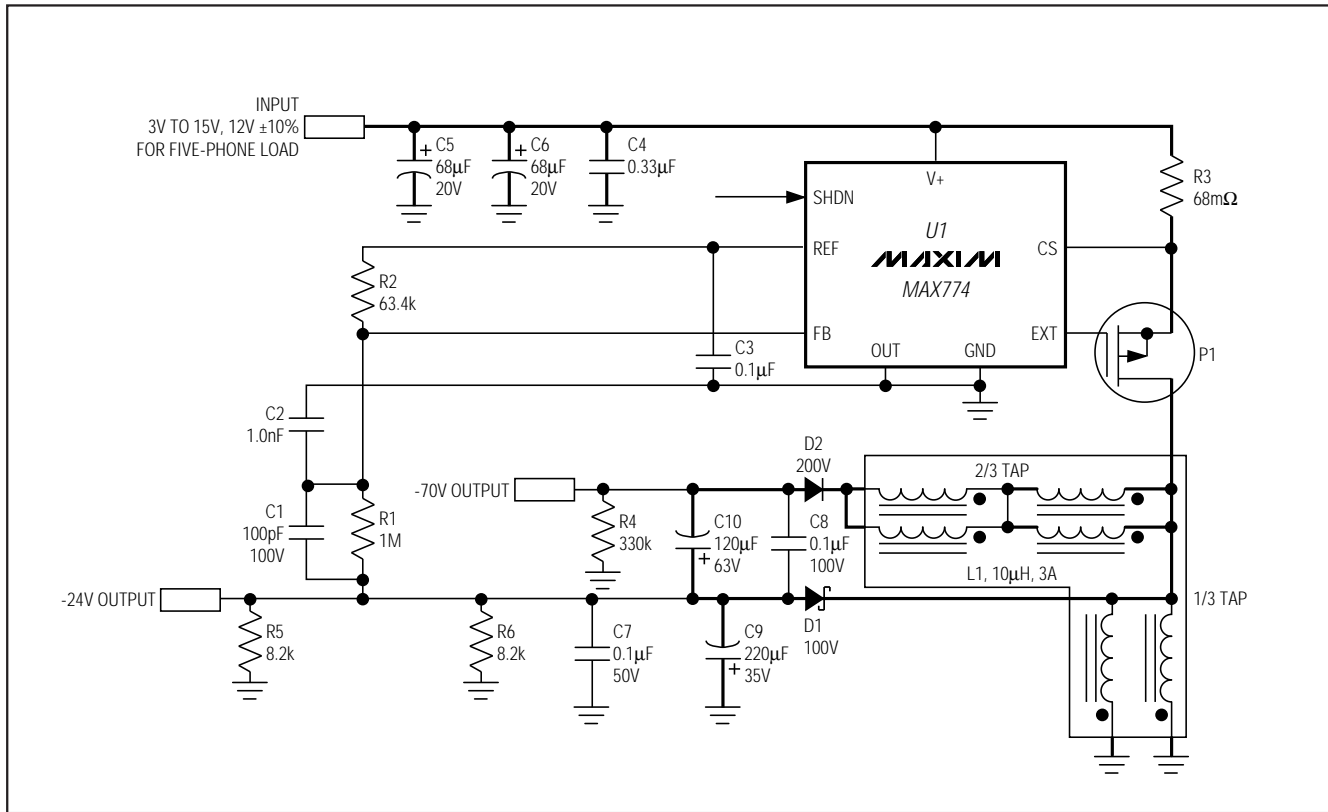 INPUT
3V TO 15V, 12V ±10%
FOR FIVE-PHONE LOAD
+ C5
68µF
20V
+ C6
68µF
20V
C4
0.33µF
V+
SHDN
REF
FB
U1
MAXIM
MAX774
CS
EXT
OUT
GND
R3
68mΩ
P1
R2
63.4k
C3
0.1µF
C2
1.0nF
C1
100pF
100V
R1
1M
-70V OUTPUT
R4
330k
C10
120µF
+ 63V
C8
0.1µF
100V
D2
200V
2/3 TAP
L1, 10µH, 3A
1/3 TAP
-24V OUTPUT
R5
8.2k
R6
8.2k
C7
0.1µF
50V
C9
220µF
+ 35V
D1
100V